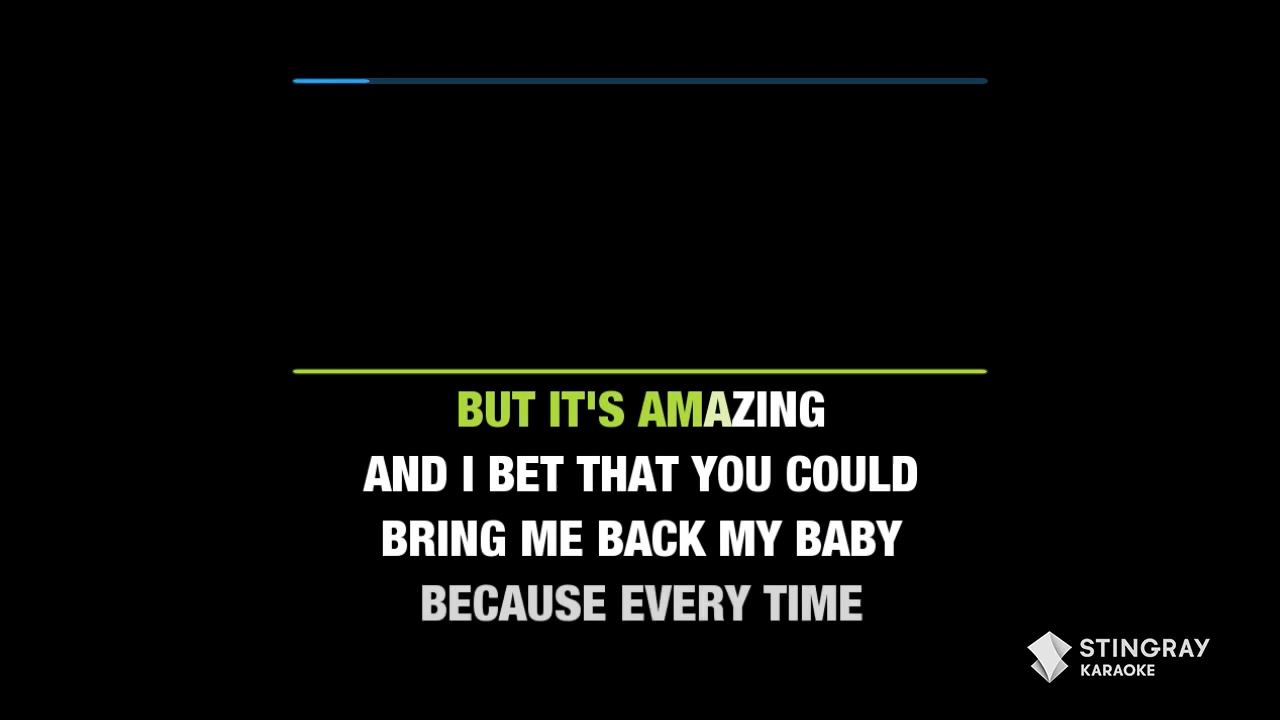 BUT IT'S AMAZING
AND I BET THAT YOU COULD
BRING ME BACK MY BABY
BECAUSE EVERY TIME
STINGRAY
KARAOKE